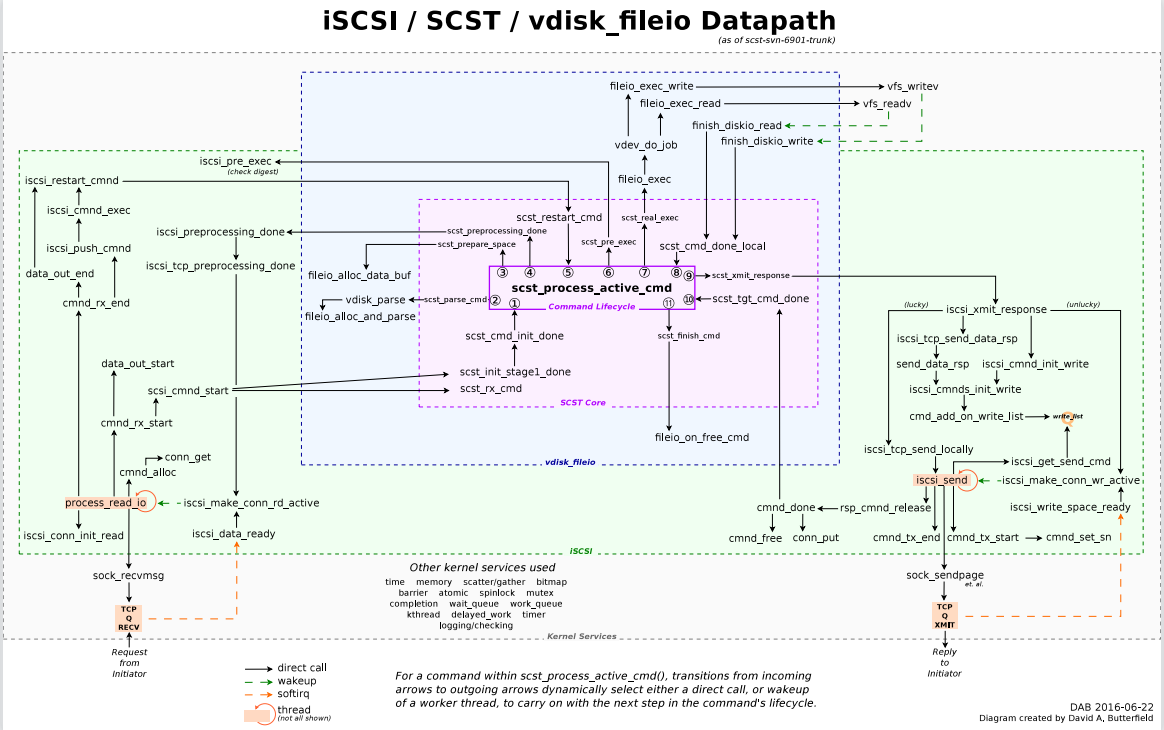 iSCSI / SCST / vdisk_fileio Datapath
(as of scst-svn-6901-trunk)
fileio_exec_write
vfs_writev
fileio_exec_read
vfs_readv
finish_diskio_read
finish_diskio_write
vdev_do_job
iscsi_pre_exec
(check digest)
iscsi_restart_cmnd
fileio_exec
iscsi_cmnd_exec
scst_restart_cmd
scst_real_exec
iscsi_preprocessing_done
scst_preprocessing_done
scst_prepare_space
scst_pre_exec
scst_cmd_done_local
iscsi_push_cmnd
iscsi_tcp_preprocessing_done
data_out_end
fileio_alloc_data_buf
③ ④ ⑤ ⑥ ⑦ ⑧ ⑨
scst_xmit_response
scst_process_active_cmd
cmnd_rx_end
vdisk_parse
scst_parse_cmd
② ① Command Lifecycle ⑪ ⑩
scst_tgt_cmd_done
fileio_alloc_and_parse
(lucky)
iscsi_xmit_response
(unlucky)
scst_cmd_init_done
scst_finish_cmd
iscsi_tcp_send_data_rsp
data_out_start
send_data_rsp
iscsi_cmnd_init_write
scst_init_stage1_done
scsi_cmnd_start
scst_rx_cmd
iscsi_cmnds_init_write
SCST Core
cmnd_rx_start
cmd_add_on_write_list
write_list
fileio_on_free_cmd
iscsi_tcp_send_locally
conn_get
vdisk_fileio
iscsi_get_send_cmd
cmnd_alloc
iscsi_send
iscsi_make_conn_wr_active
process_read_io
iscsi_make_conn_rd_active
cmnd_done
rsp_cmnd_release
iscsi_write_space_ready
iscsi_conn_init_read
iscsi_data_ready
cmnd_free
conn_put
cmnd_tx_end
cmnd_tx_start
cmnd_set_sn
iSCSI
sock_recvmsg
Other kernel services used
time memory scatter/gather bitmap
barrier atomic spinlock mutex
completion wait_queue work_queue
kthread delayed_work timer
logging/checking
sock_sendpage
et. al.
TCP
Q
RECV
TCP
Q
XMIT
Kernel Services
Request
from
Initiator
Reply
to
Initiator
direct call
wakeup
softirq
thread
(not all shown)
For a command within scst_process_active_cmd(), transitions from incoming
arrows to outgoing arrows dynamically select either a direct call, or wakeup
of a worker thread, to carry on with the next step in the command's lifecycle.
DAB 2016-06-22
Diagram created by David A, Butterfield